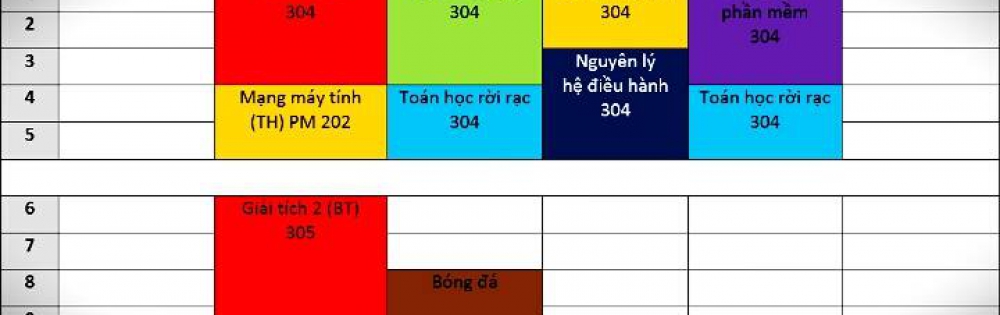 304
304
304
phần mềm
304
2
3
Nguyên lý
hệ điều hành
304
4
Mạng máy tính
(TH) PM 202
Toán học rời rạc
304
Toán học rời rạc
304
5
6
Giải tích 2 (BT)
305
7
8
Bóng đá